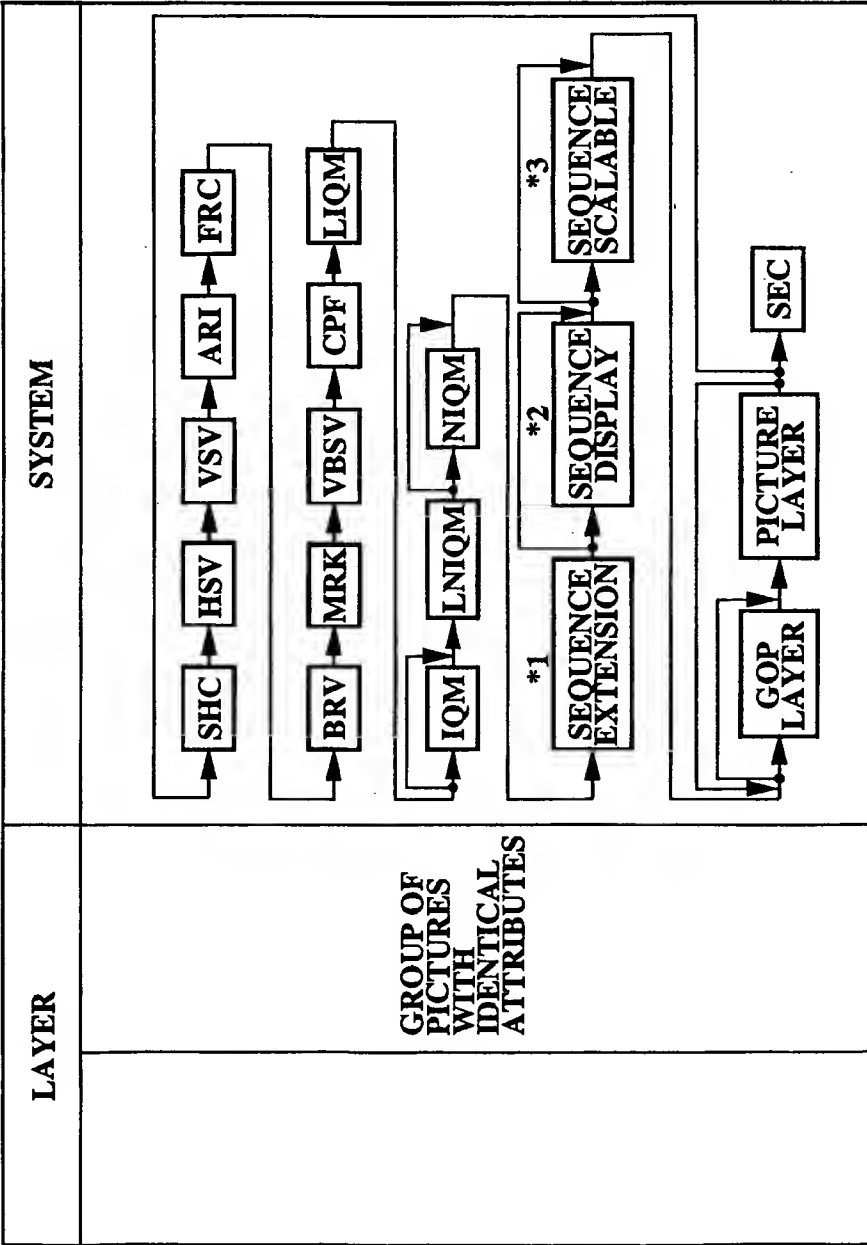 LAYER
SYSTEM
GROUP OF
PICTURES
WITH
IDENTICAL
ATTRIBUTES
SHC
HSV
VSV
ARI
FRC
BRV
MRK
VBSV
CPF
LIQM
IQM
LNIQM
NIQM
*1
SEQUENCE
EXTENSION
*2
SEQUENCE
DISPLAY
*3
SEQUENCE
SCALABLE
GOP
LAYER
PICTURE
LAYER
SEC